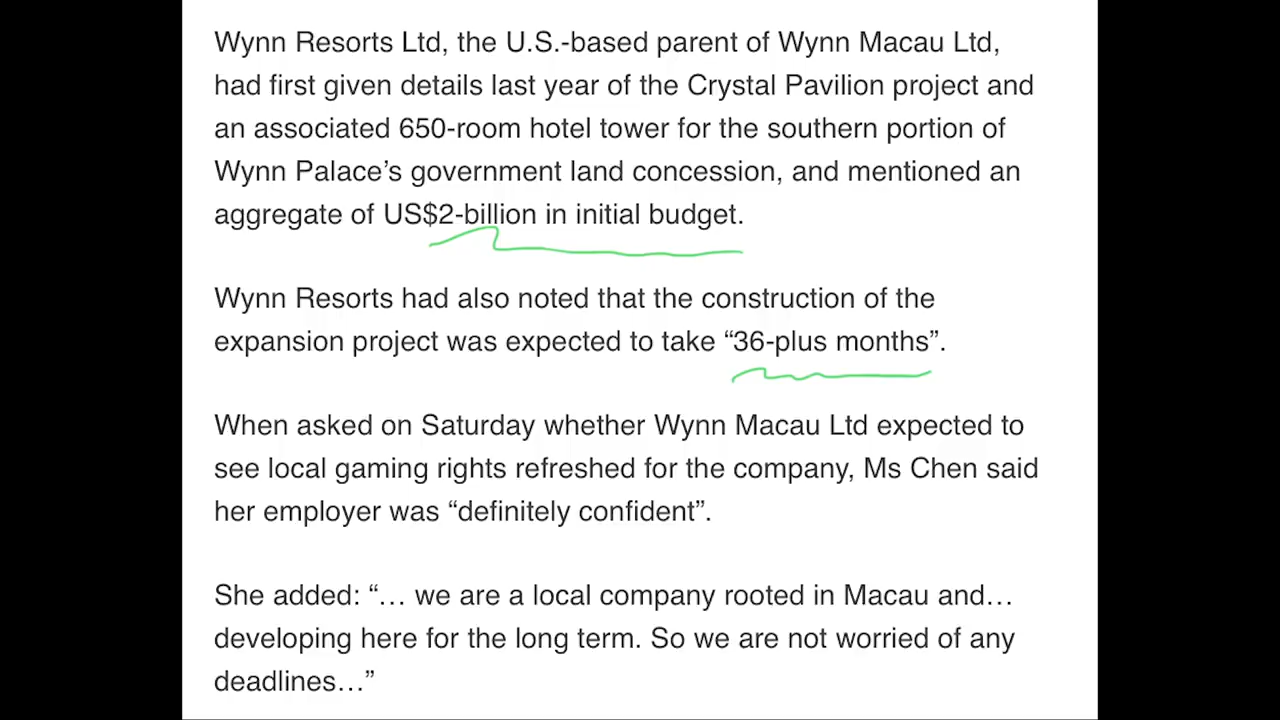 Wynn Resorts Ltd, the U.S.-based parent of Wynn Macau Ltd,
had first given details last year of the Crystal Pavilion project and
an associated 650-room hotel tower for the southern portion of
Wynn Palace’s government land concession, and mentioned an
aggregate of US$2-billion in initial budget.
Wynn Resorts had also noted that the construction of the
expansion project was expected to take “36-plus months”.
When asked on Saturday whether Wynn Macau Ltd expected to
see local gaming rights refreshed for the company, Ms Chen said
her employer was “definitely confident”.
She added: “… we are a local company rooted in Macau and…
developing here for the long term. So we are not worried of any
deadlines…”